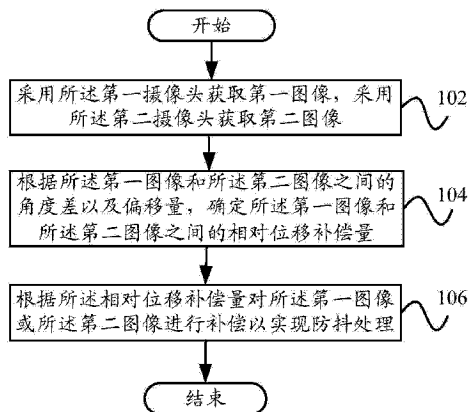 开始
采用所述第一摄像头获取第一图像，采用
所述第二摄像头获取第二图像
102
根据所述第一图像和所述第二图像之间的
角度差以及偏移量，确定所述第一图像和
所述第二图像之间的相对位移补偿量
104
根据所述相对位移补偿量对所述第一图像
或所述第二图像进行补偿以实现防抖处理
106
结束